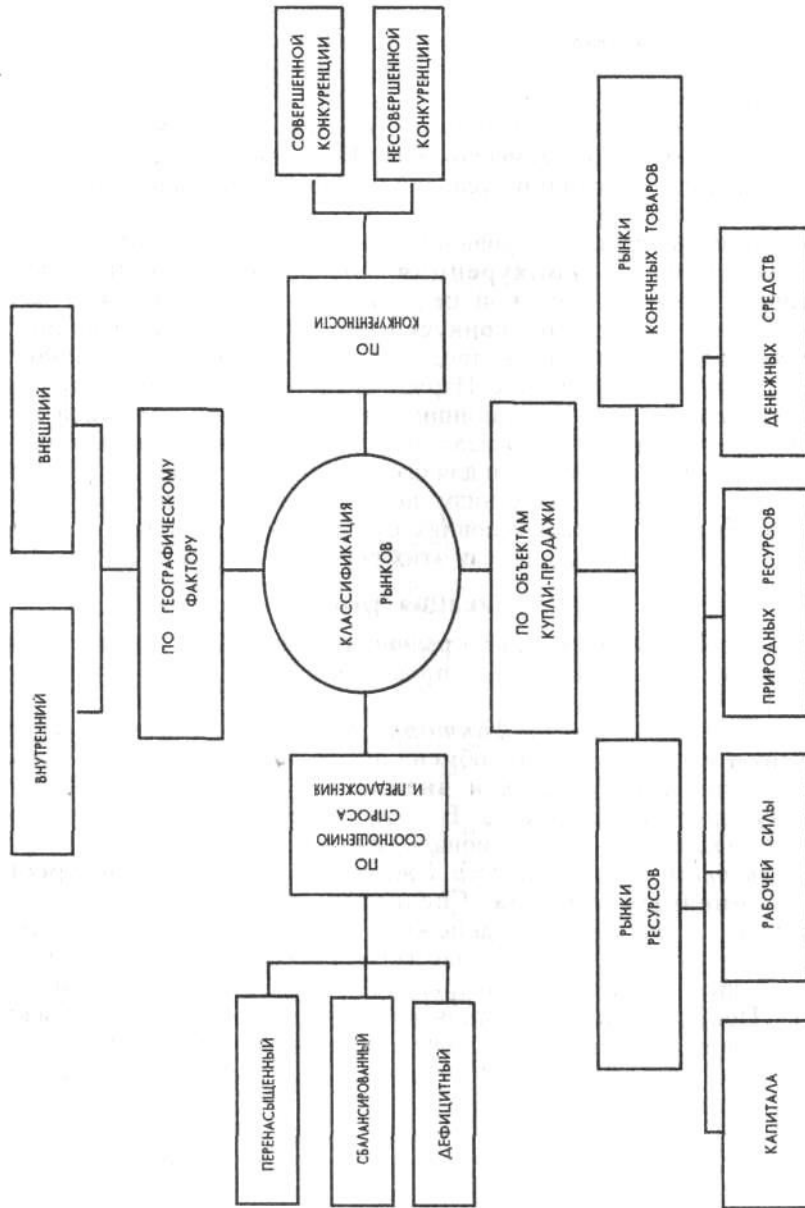 ВНУТРЕННИЙ
ВНЕШНИЙ
ПО ГЕОГРАФИЧЕСКОМУ
ФАКТОРУ
ПЕРЕНАСЫЩЕННЫЙ
СБАЛАНСИРОВАННЫЙ
ДЕФИЦИТНЫЙ
ПО
СООТНОШЕНИЮ
СПРОСА
И ПРЕДЛОЖЕНИЯ
КЛАССИФИКАЦИЯ
РЫНКОВ
ПО
КОНКУРЕНТНОСТИ
СОВЕРШЕННОЙ
КОНКУРЕНЦИИ
НЕСОВЕРШЕННОЙ
КОНКУРЕНЦИИ
ПО ОБЪЕКТАМ
КУПЛИ-ПРОДАЖИ
РЫНКИ
РЕСУРСОВ
РЫНКИ
КОНЕЧНЫХ ТОВАРОВ
КАПИТАЛА
РАБОЧЕЙ СИЛЫ
ПРИРОДНЫХ РЕСУРСОВ
ДЕНЕЖНЫХ СРЕДСТВ